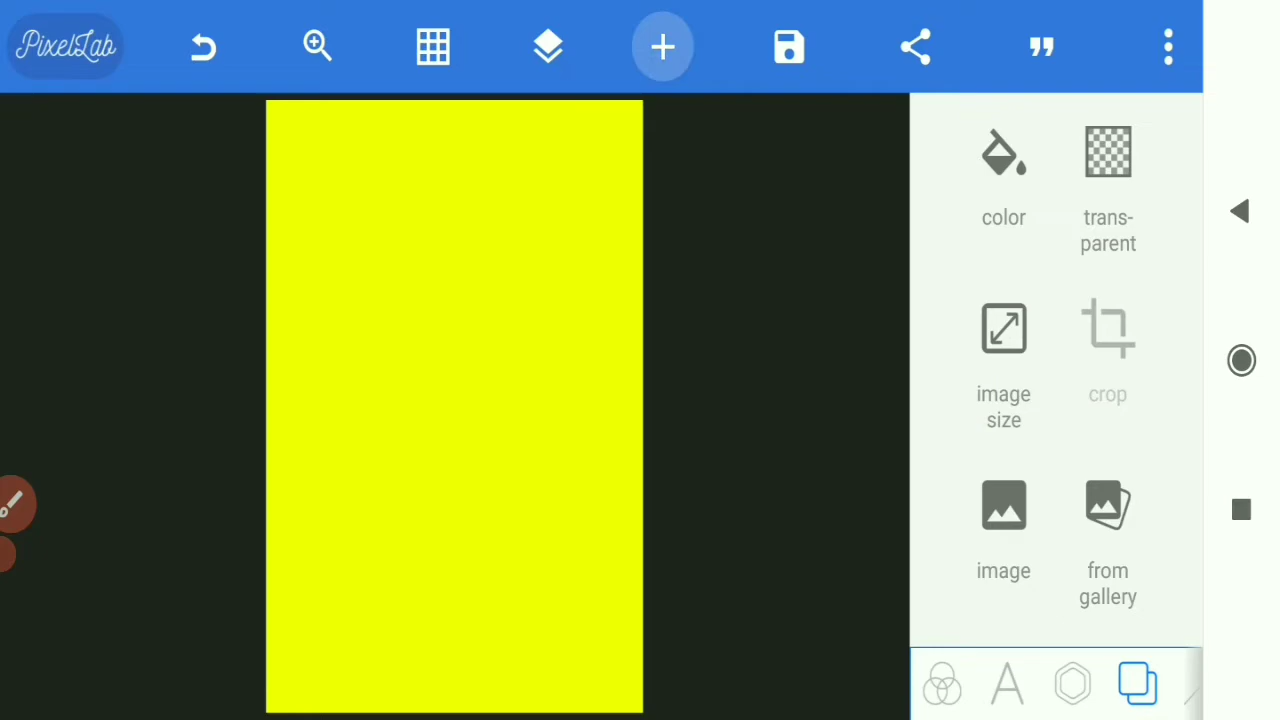 PixelLab
color
trans-
parent
image
size
crop
image
from
gallery